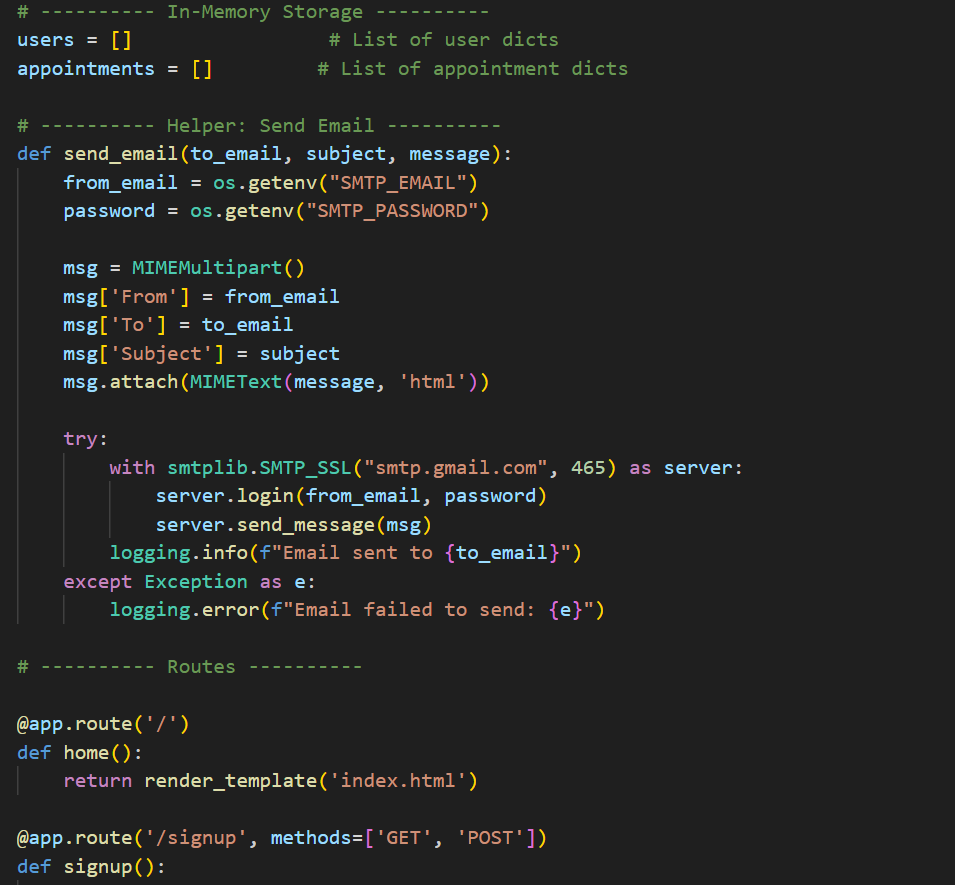 # ---------- In-Memory Storage ----------
users = []                 # List of user dicts
appointments = []         # List of appointment dicts

# ---------- Helper: Send Email ----------
def send_email(to_email, subject, message):
    from_email = os.getenv("SMTP_EMAIL")
    password = os.getenv("SMTP_PASSWORD")

    msg = MIMEMultipart()
    msg['From'] = from_email
    msg['To'] = to_email
    msg['Subject'] = subject
    msg.attach(MIMEText(message, 'html'))

    try:
        with smtplib.SMTP_SSL("smtp.gmail.com", 465) as server:
            server.login(from_email, password)
            server.send_message(msg)
        logging.info(f"Email sent to {to_email}")
    except Exception as e:
        logging.error(f"Email failed to send: {e}")

# ---------- Routes ----------

@app.route('/')
def home():
    return render_template('index.html')

@app.route('/signup', methods=['GET', 'POST'])
def signup():